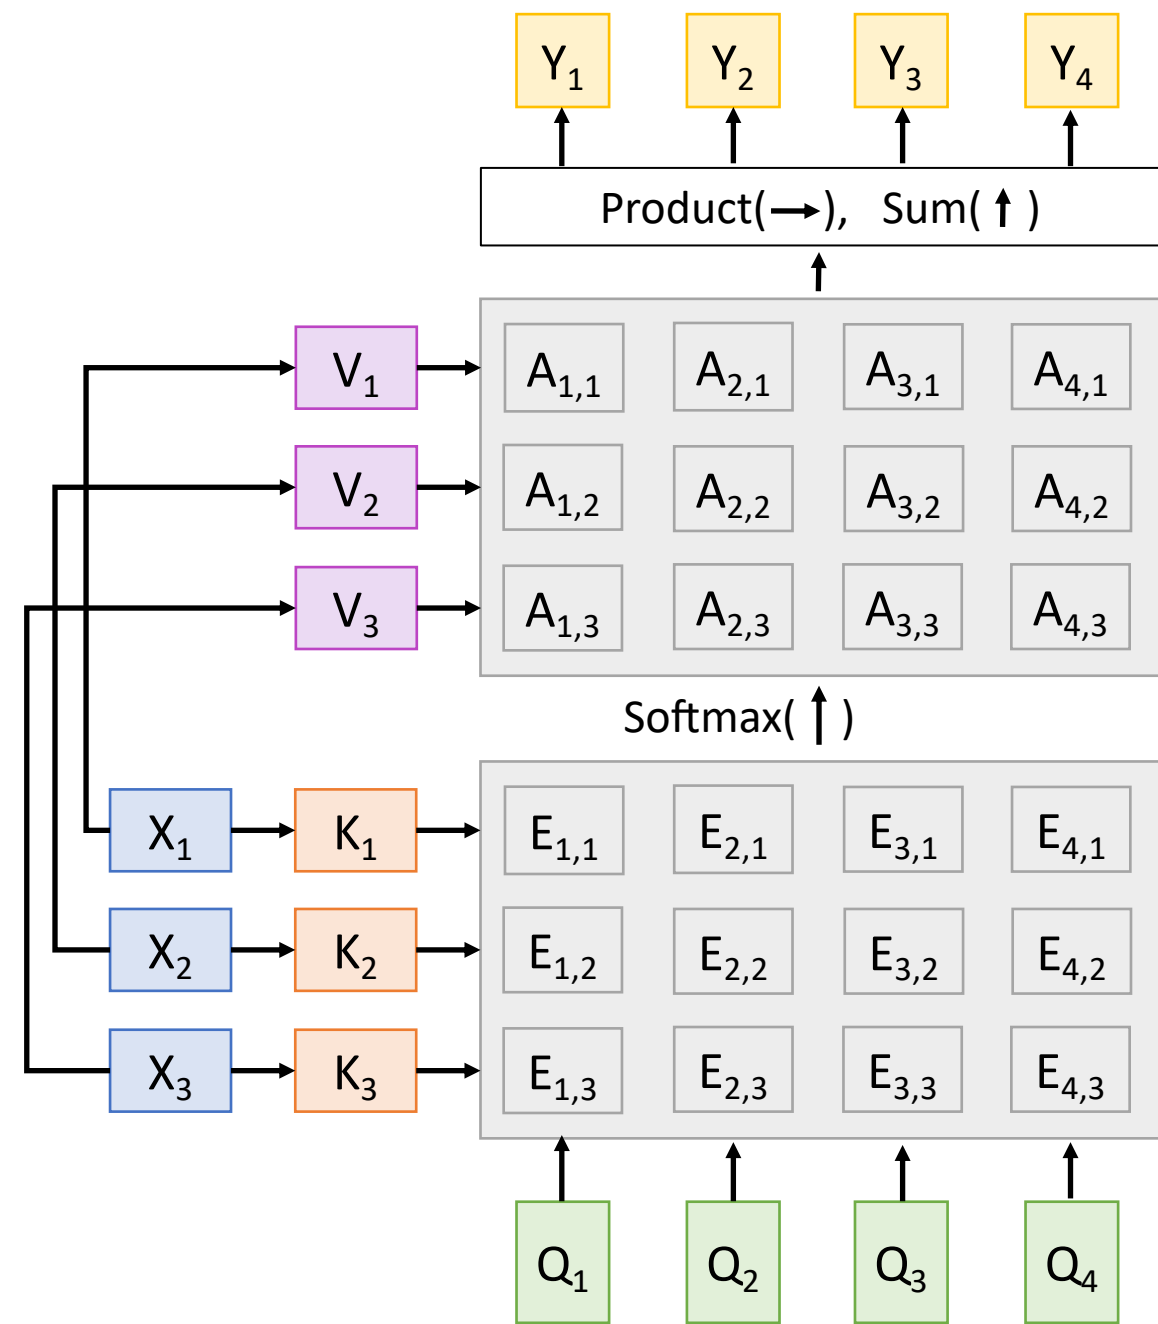 Y1 Y2 Y3 Y4
Product(→), Sum(↑)
V1 A1,1 A2,1 A3,1 A4,1
V2 A1,2 A2,2 A3,2 A4,2
V3 A1,3 A2,3 A3,3 A4,3
Softmax(↑)
X1 K1 E1,1 E2,1 E3,1 E4,1
X2 K2 E1,2 E2,2 E3,2 E4,2
X3 K3 E1,3 E2,3 E3,3 E4,3
Q1 Q2 Q3 Q4